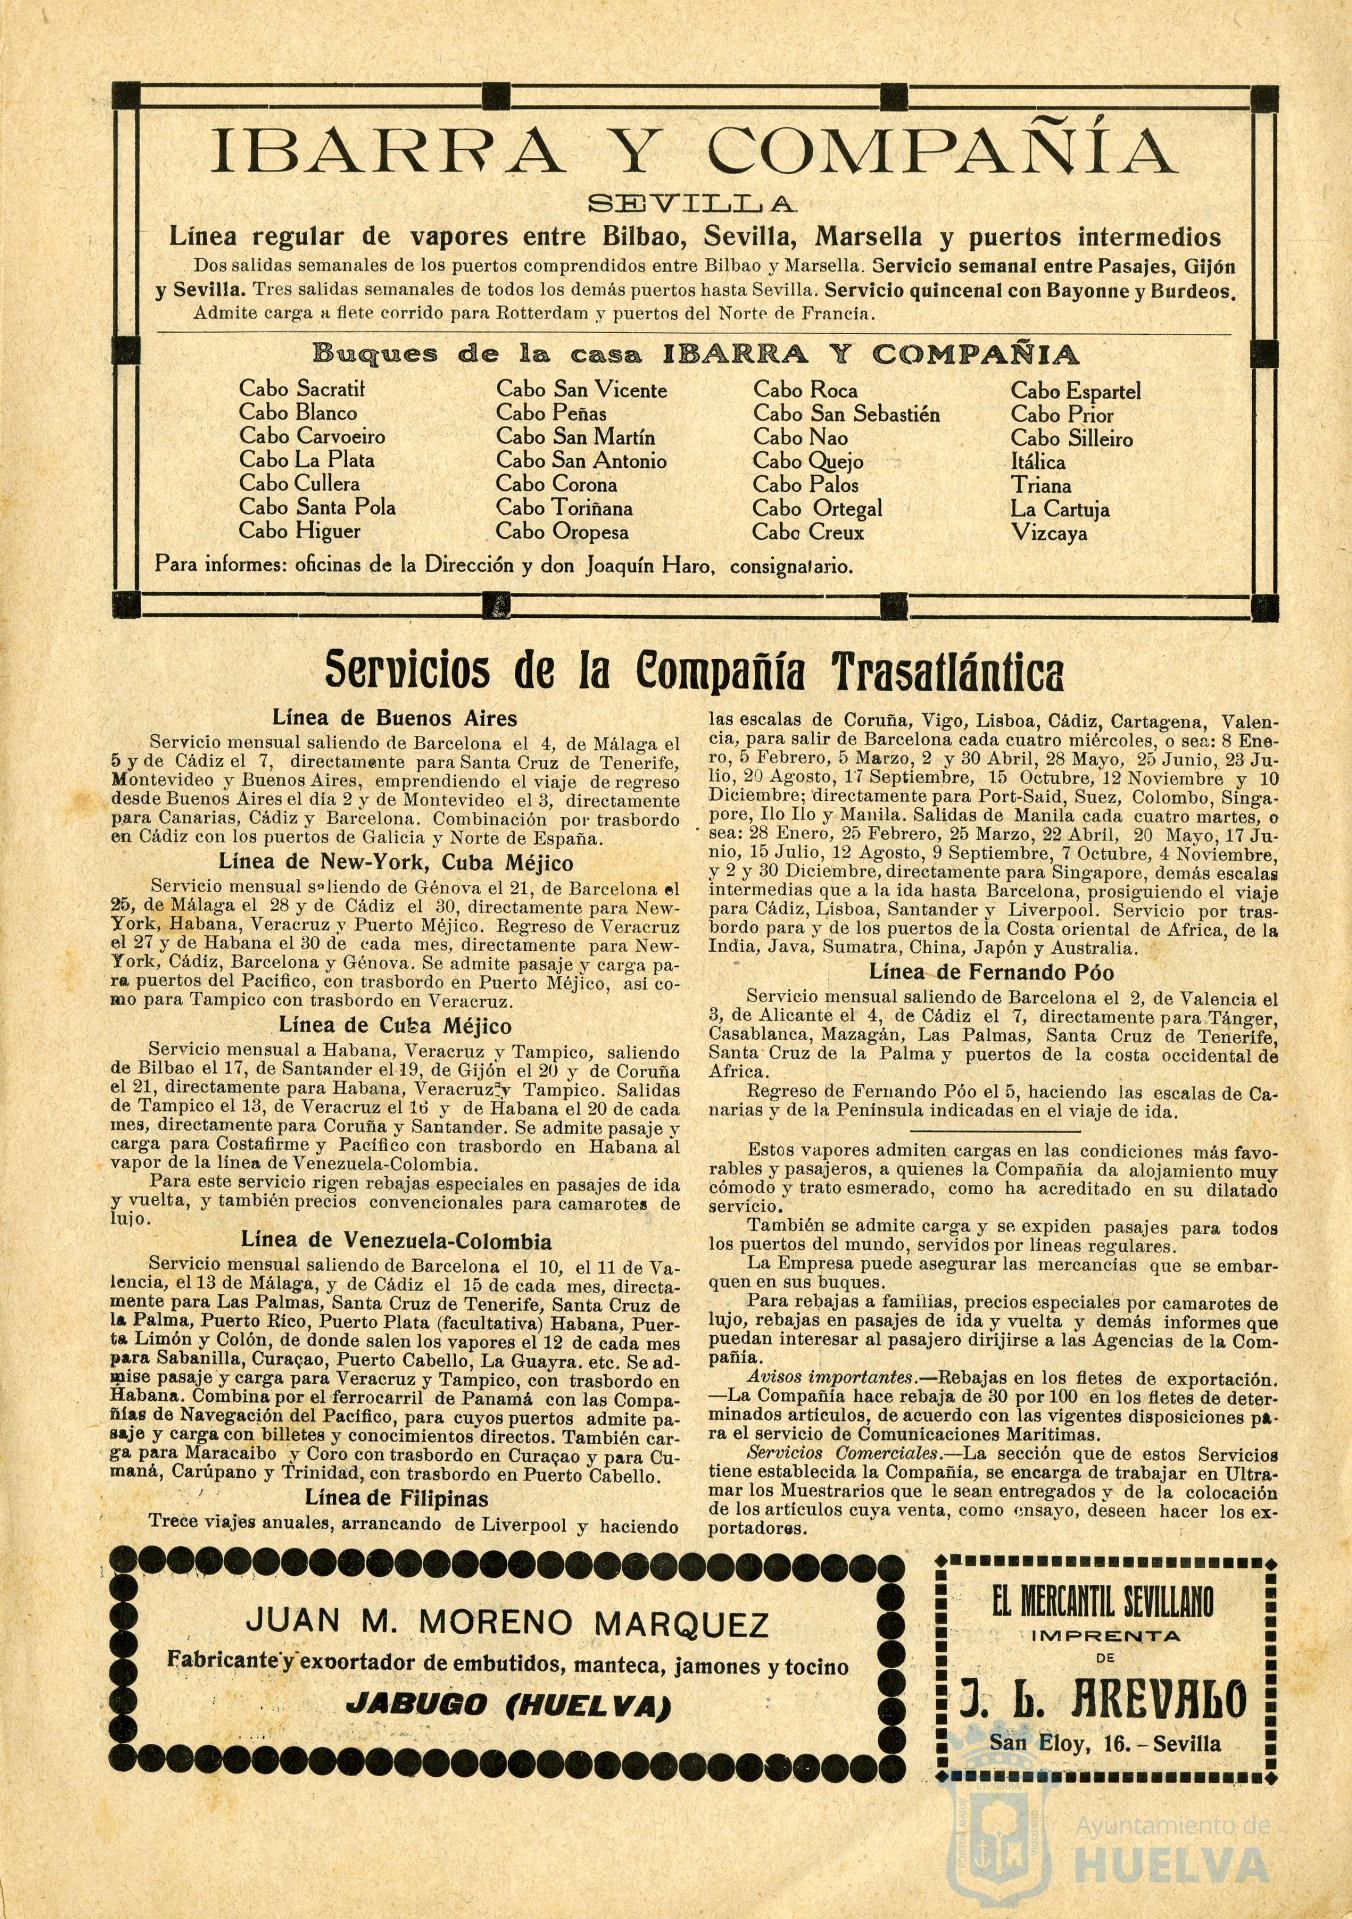 IBARRA Y COMPAÑÍA
SEVILLA
Línea regular de vapores entre Bilbao, Sevilla, Marsella y puertos intermedios
Dos salidas semanales de los puertos comprendidos entre Bilbao y Marsella. Servicio semanal entre Pasajes, Gijón
y Sevilla. Tres salidas semanales de todos los demás puertos hasta Sevilla. Servicio quincenal con Bayonne y Burdeos.
Admite carga a flete corrido para Rotterdam y puertos del Norte de Francia.
Buques de la casa IBARRA Y COMPAÑIA
Cabo Sacratif
Cabo Blanco
Cabo Carvoeiro
Cabo La Plata
Cabo Cullera
Cabo Santa Pola
Cabo Higuer
Cabo San Vicente
Cabo Peñas
Cabo San Martín
Cabo San Antonio
Cabo Corona
Cabo Toriñana
Cabo Oropesa
Cabo Roca
Cabo San Sebastién
Cabo Nao
Cabo Quejo
Cabo Palos
Cabo Ortegal
Cabo Creux
Cabo Espartel
Cabo Prior
Cabo Silleiro
Itálica
Triana
La Cartuja
Vizcaya
Para informes: oficinas de la Dirección y don Joaquín Haro, consignatario.
Servicios de la Compañía Trasatlántica
Línea de Buenos Aires
Servicio mensual saliendo de Barcelona el 4, de Málaga el
5 y de Cádiz el 7, directamente para Santa Cruz de Tenerife,
Montevideo y Buenos Aires, emprendiendo el viaje de regreso
desde Buenos Aires el día 2 y de Montevideo el 3, directamente
para Canarias, Cádiz y Barcelona. Combinación por trasbordo
en Cádiz con los puertos de Galicia y Norte de España.
Línea de New-York, Cuba Méjico
Servicio mensual saliendo de Génova el 21, de Barcelona el
25, de Málaga el 28 y de Cádiz el 30, directamente para New-
York, Habana, Veracruz y Puerto Méjico. Regreso de Veracruz
el 27 y de Habana el 30 de cada mes, directamente para New-
York, Cádiz, Barcelona y Génova. Se admite pasaje y carga pa-
ra puertos del Pacífico, con trasbordo en Puerto Méjico, así co-
mo para Tampico con trasbordo en Veracruz.
Línea de Cuba Méjico
Servicio mensual a Habana, Veracruz y Tampico, saliendo
de Bilbao el 17, de Santander el 19, de Gijón el 20 y de Coruña
el 21, directamente para Habana, Veracruz y Tampico. Salidas
de Tampico el 13, de Veracruz el 16 y de Habana el 20 de cada
mes, directamente para Coruña y Santander. Se admite pasaje y
carga para Costafirme y Pacífico con trasbordo en Habana al
vapor de la línea de Venezuela-Colombia.
Para este servicio rigen rebajas especiales en pasajes de ida
y vuelta, y también precios convencionales para camarotes de
lujo.
Línea de Venezuela-Colombia
Servicio mensual saliendo de Barcelona el 10, el 11 de Va-
lencia, el 13 de Málaga, y de Cádiz el 15 de cada mes, directa-
mente para Las Palmas, Santa Cruz de Tenerife, Santa Cruz de
la Palma, Puerto Rico, Puerto Plata (facultativa) Habana, Puer-
ta Limón y Colón, de donde salen los vapores el 12 de cada mes
para Sabanilla, Curaçao, Puerto Cabello, La Guayra. etc. Se ad-
mise pasaje y carga para Veracruz y Tampico, con trasbordo en
Habana. Combina por el ferrocarril de Panamá con las Compa-
ñías de Navegación del Pacífico, para cuyos puertos admite pa-
saje y carga con billetes y conocimientos directos. También car-
ga para Maracaibo y Coro con trasbordo en Curaçao y para Cu-
maná, Carúpano y Trinidad, con trasbordo en Puerto Cabello.
Línea de Filipinas
Trece viajes anuales, arrancando de Liverpool y haciendo
las escalas de Coruña, Vigo, Lisboa, Cádiz, Cartagena, Valen-
cia, para salir de Barcelona cada cuatro miércoles, o sea: 8 Ene-
ro, 5 Febrero, 5 Marzo, 2 y 30 Abril, 28 Mayo, 25 Junio, 23 Ju-
lio, 20 Agosto, 17 Septiembre, 15 Octubre, 12 Noviembre y 10
Diciembre; directamente para Port-Said, Suez, Colombo, Singa-
pore, Ilo Ilo y Manila. Salidas de Manila cada cuatro martes, o
sea: 28 Enero, 25 Febrero, 25 Marzo, 22 Abril, 20 Mayo, 17 Ju-
nio, 15 Julio, 12 Agosto, 9 Septiembre, 7 Octubre, 4 Noviembre,
y 2 y 30 Diciembre, directamente para Singapore, demás escalas
intermedias que a la ida hasta Barcelona, prosiguiendo el viaje
para Cádiz, Lisboa, Santander y Liverpool. Servicio por tras-
bordo para y de los puertos de la Costa oriental de Africa, de la
India, Java, Sumatra, China, Japón y Australia.
Línea de Fernando Póo
Servicio mensual saliendo de Barcelona el 2, de Valencia el
3, de Alicante el 4, de Cádiz el 7, directamente para Tánger,
Casablanca, Mazagán, Las Palmas, Santa Cruz de Tenerife,
Santa Cruz de la Palma y puertos de la costa occidental de
Africa.
Regreso de Fernando Póo el 5, haciendo las escalas de Ca-
narias y de la Península indicadas en el viaje de ida.
Estos vapores admiten cargas en las condiciones más favo-
rables y pasajeros, a quienes la Compañía da alojamiento muy
cómodo y trato esmerado, como ha acreditado en su dilatado
servicio.
También se admite carga y se expiden pasajes para todos
los puertos del mundo, servidos por lineas regulares.
La Empresa puede asegurar las mercancías que se embar-
quen en sus buques.
Para rebajas a familias, precios especiales por camarotes de
lujo, rebajas en pasajes de ida y vuelta y demás informes que
puedan interesar al pasajero dirijirse a las Agencias de la Com-
pañía.
Avisos importantes.—Rebajas en los fletes de exportación.
—La Compañía hace rebaja de 30 por 100 en los fletes de deter-
minados artículos, de acuerdo con las vigentes disposiciones pa-
ra el servicio de Comunicaciones Marítimas.
Servicios Comerciales.—La sección que de estos Servicios
tiene establecida la Compañía, se encarga de trabajar en Ultra-
mar los Muestrarios que le sean entregados y de la colocación
de los artículos cuya venta, como ensayo, deseen hacer los ex-
portadores.
JUAN M. MORENO MARQUEZ
Fabricante y exportador de embutidos, manteca, jamones y tocino
JABUGO (HUELVA)
EL MERCANTIL SEVILLANO
IMPRENTA
DE
J. L. AREVALO
San Eloy, 16. - Sevilla
Ayuntamiento de
HUELVA